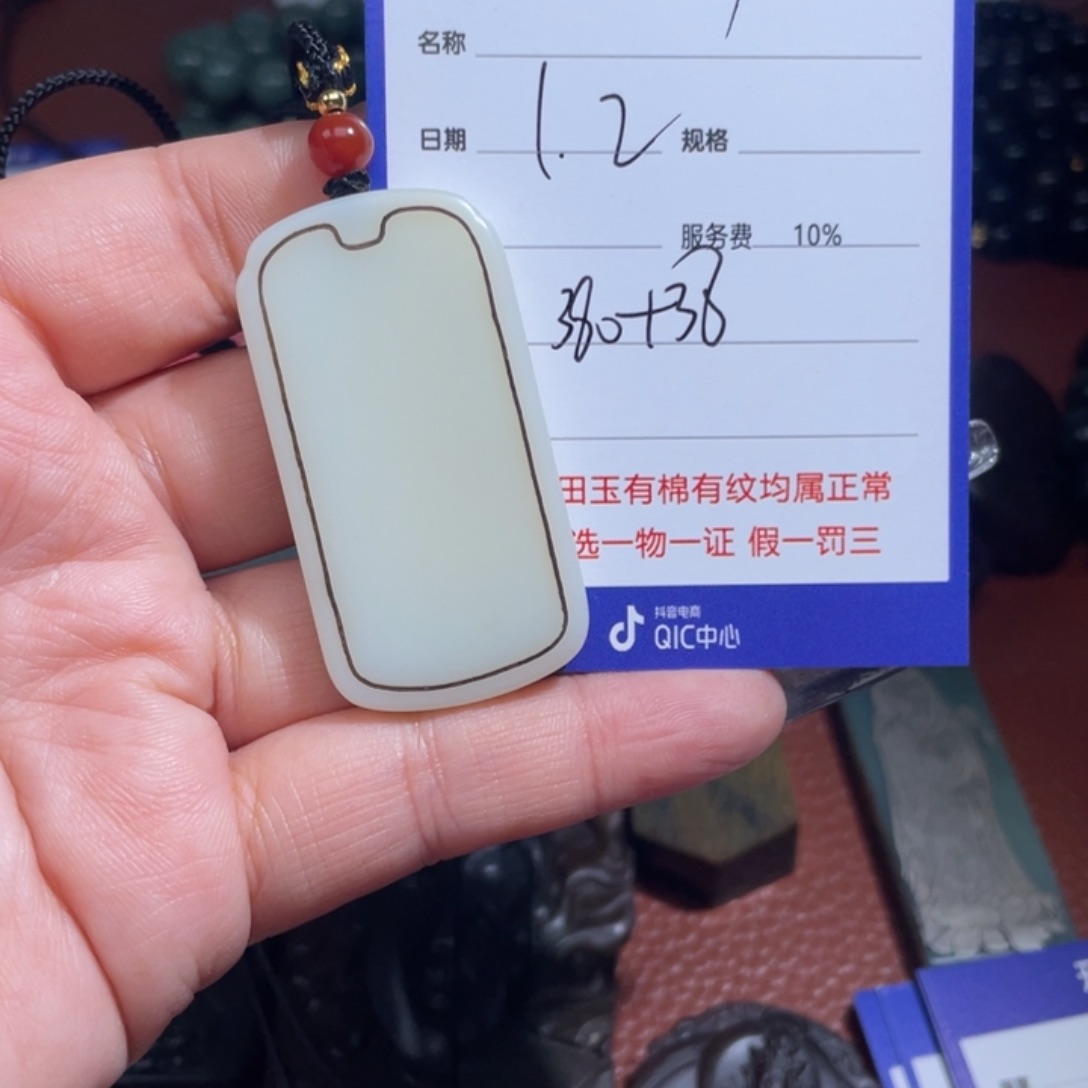 名称
日期 1.2 规格
服务费 10%
380+38
田玉有棉有纹均属正常
选一物一证 假一罚三
抖音电商
QIC中心